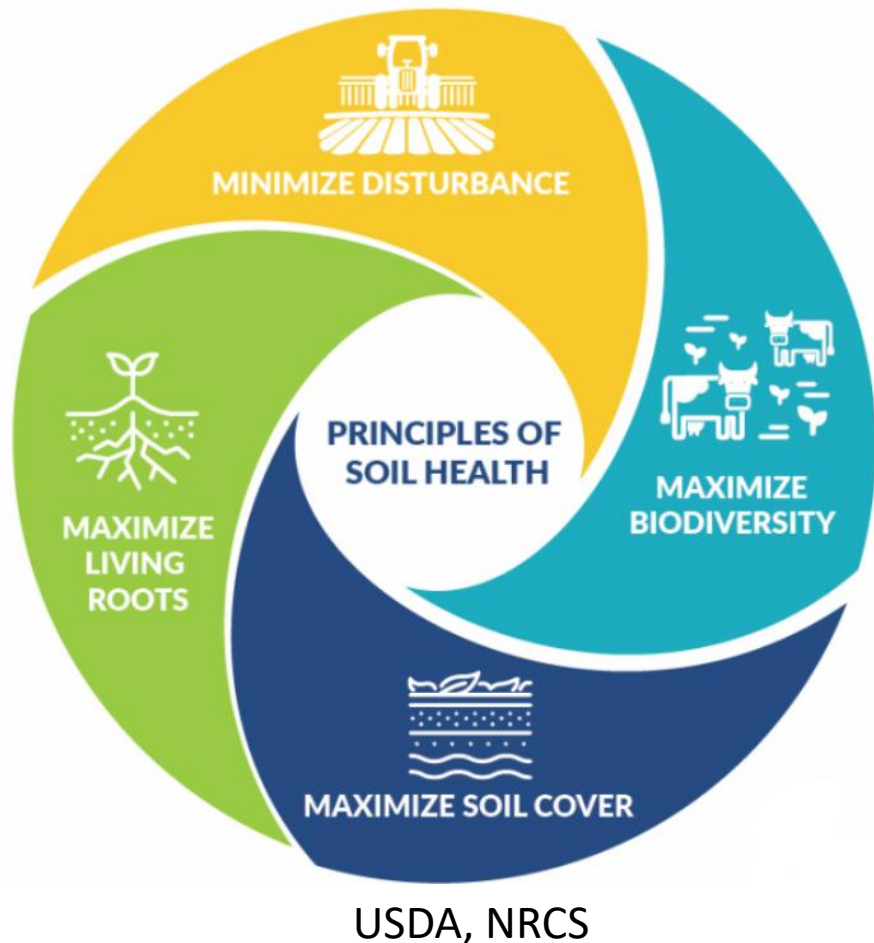 MINIMIZE DISTURBANCE
PRINCIPLES OF
SOIL HEALTH
MAXIMIZE
BIODIVERSITY
MAXIMIZE
LIVING
ROOTS
MAXIMIZE SOIL COVER
USDA, NRCS